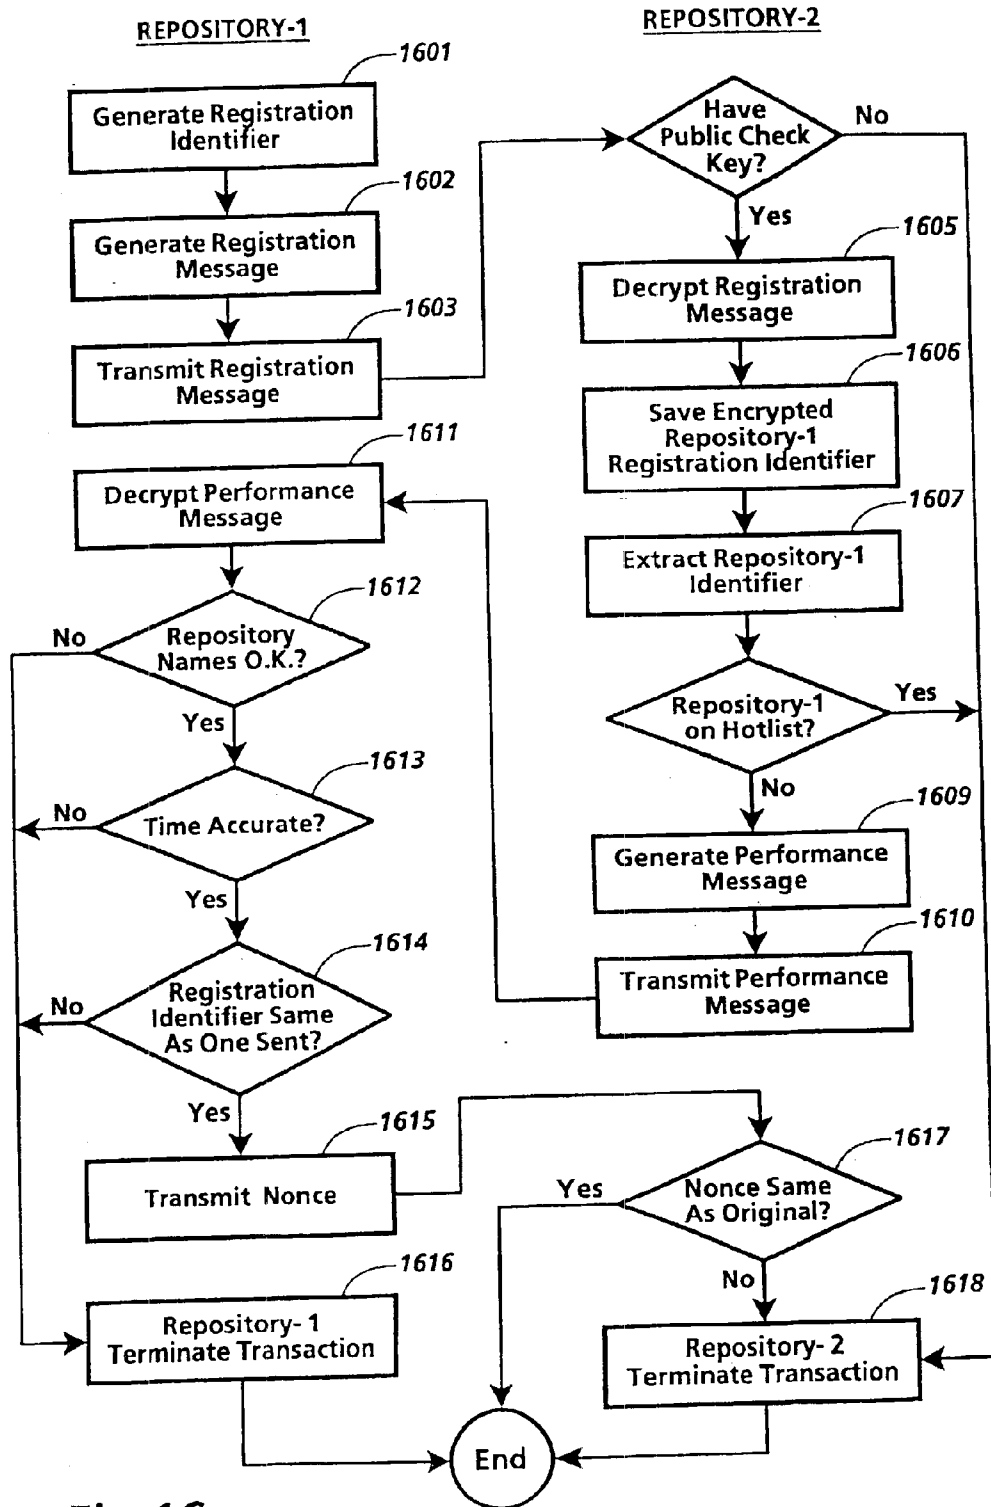 REPOSITORY-1
1601
Generate Registration
Identifier
1602
Generate Registration
Message
1603
Transmit Registration
Message
1611
Decrypt Performance
Message
1612
Repository
Names O.K.?
No
Yes
1613
Time Accurate?
No
Yes
1614
Registration
Identifier Same
As One Sent?
No
Yes
1615
Transmit Nonce
1616
Repository- 1
Terminate Transaction
REPOSITORY-2
Have
Public Check
Key?
No
Yes
1605
Decrypt Registration
Message
1606
Save Encrypted
Repository-1
Registration Identifier
1607
Extract Repository-1
Identifier
Repository-1
on Hotlist?
Yes
No
1609
Generate Performance
Message
1610
Transmit Performance
Message
1617
Nonce Same
As Original?
Yes
No
1618
Repository- 2
Terminate Transaction
End